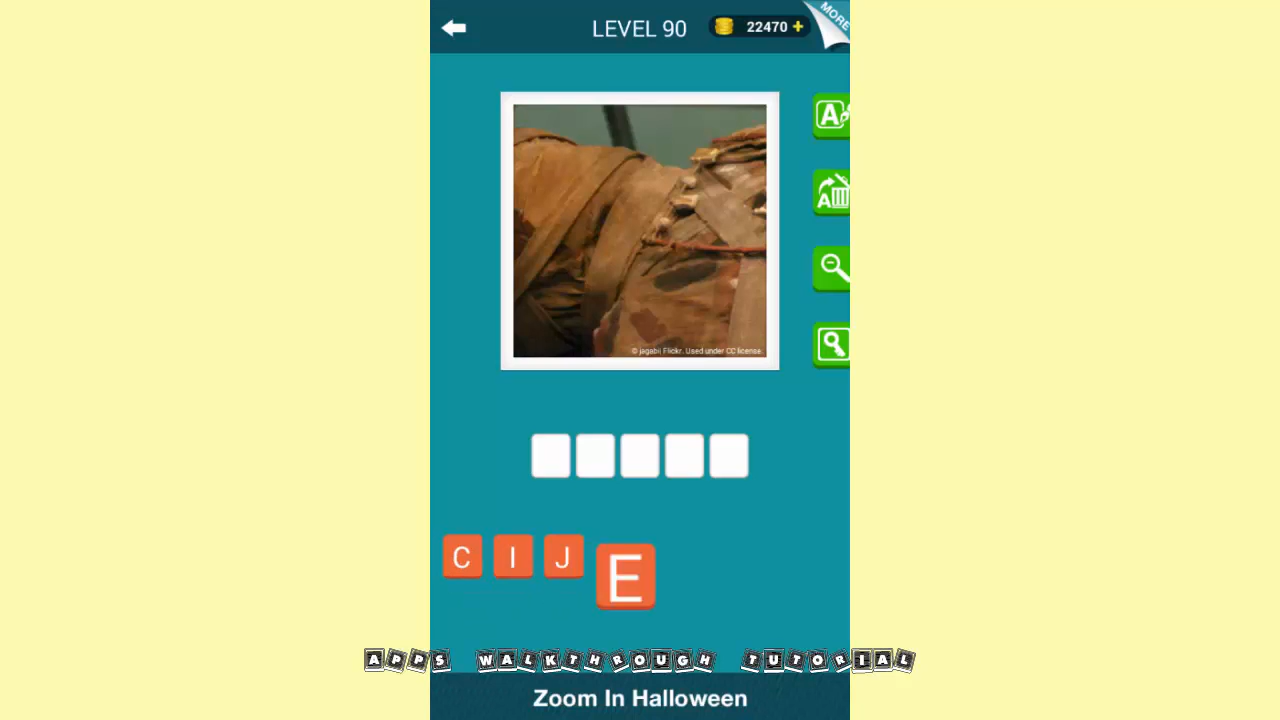 LEVEL 90
22470 +
MORE
A
A
© jagabi| Flickr. Used under CC license.
C I J E
APPS WALKTHROUGH TUTORIAL
Zoom In Halloween